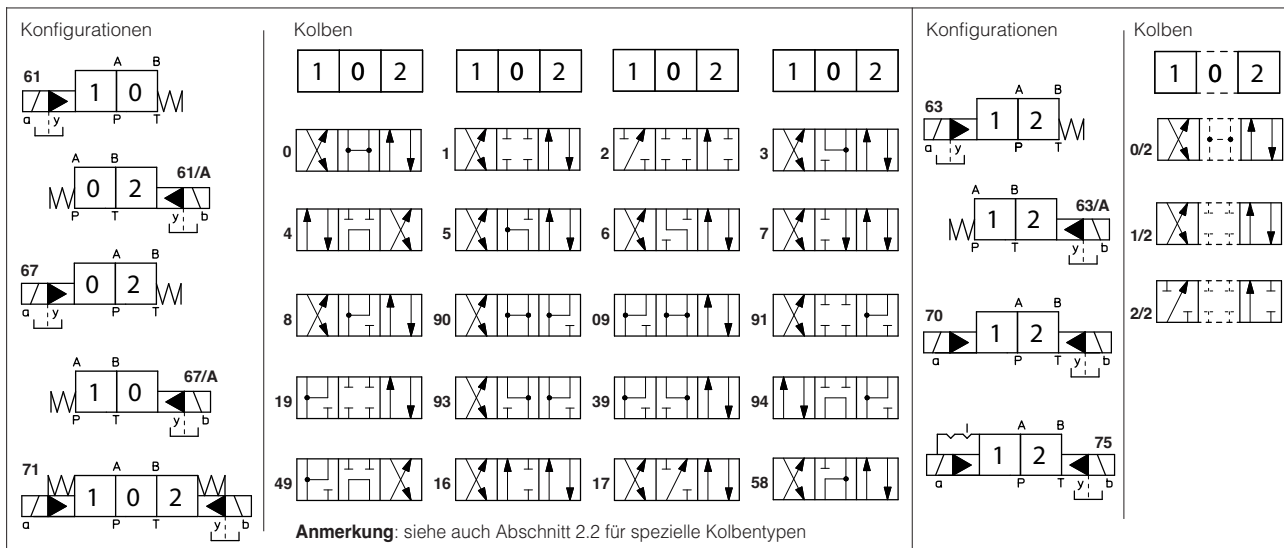 Konfigurationen
61
A B
1 0
a y P T
A B
61/A
0 2
P T y b
67
A B
0 2
a y P T
A B
67/A
1 0
P T y b
71
A B
1 0 2
a P T y b
Kolben
1 0 2 1 0 2 1 0 2 1 0 2
0 1 2 3
4 5 6 7
8 90 09 91
19 93 39 94
49 16 17 58
Anmerkung: siehe auch Abschnitt 2.2 für spezielle Kolbentypen
Konfigurationen
63
A B
1 2
a y P T
A B
63/A
1 2
P T y b
70
A B
1 2
a P T y b
75
A B
1 2
a P T y b
Kolben
1 0 2
0/2
1/2
2/2